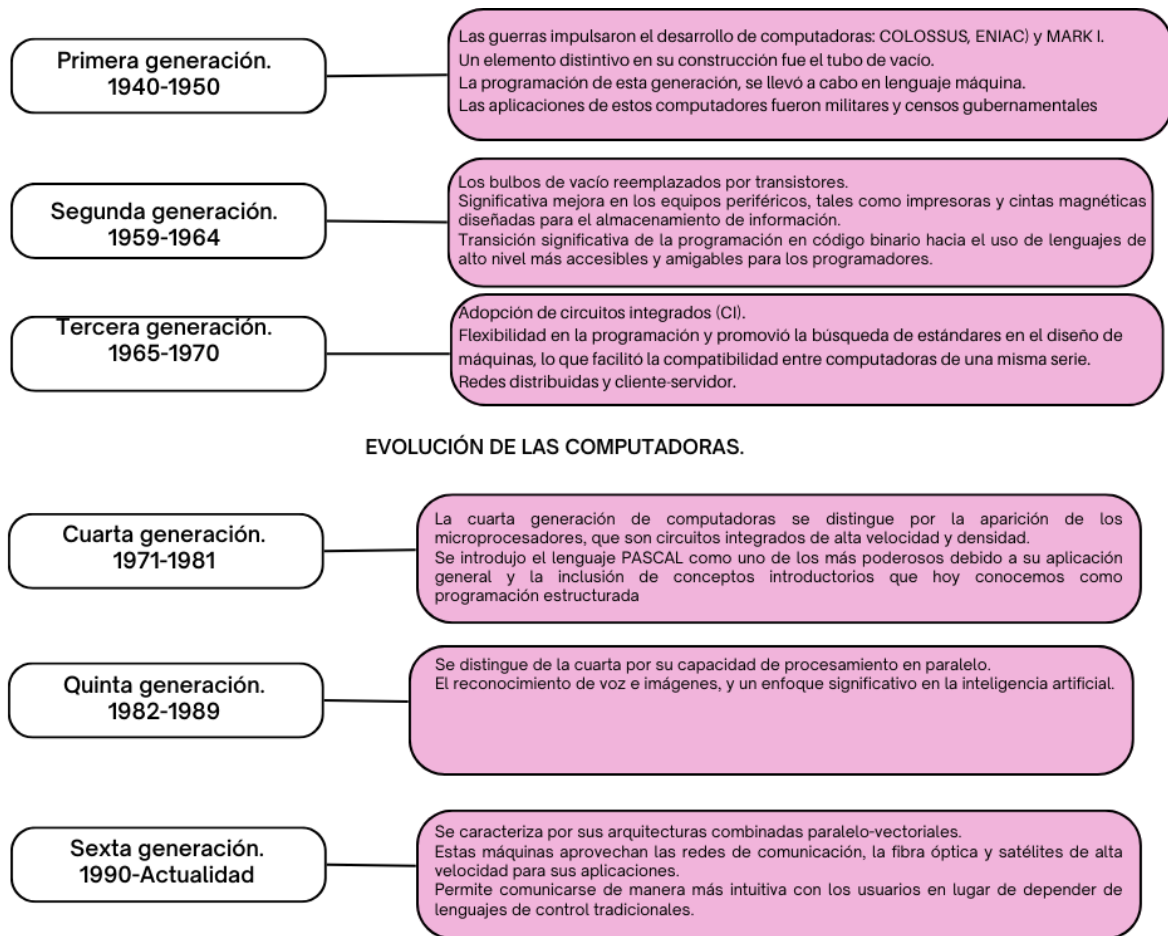 Primera generación.
1940-1950
Las guerras impulsaron el desarrollo de computadoras: COLOSSUS, ENIAC) y MARK I.
Un elemento distintivo en su construcción fue el tubo de vacío.
La programación de esta generación, se llevó a cabo en lenguaje máquina.
Las aplicaciones de estos computadores fueron militares y censos gubernamentales
Segunda generación.
1959-1964
Los bulbos de vacío reemplazados por transistores.
Significativa mejora en los equipos periféricos, tales como impresoras y cintas magnéticas
diseñadas para el almacenamiento de información.
Transición significativa de la programación en código binario hacia el uso de lenguajes de
alto nivel más accesibles y amigables para los programadores.
Tercera generación.
1965-1970
Adopción de circuitos integrados (CI).
Flexibilidad en la programación y promovió la búsqueda de estándares en el diseño de
máquinas, lo que facilitó la compatibilidad entre computadoras de una misma serie.
Redes distribuidas y cliente-servidor.
EVOLUCIÓN DE LAS COMPUTADORAS.
Cuarta generación.
1971-1981
La cuarta generación de computadoras se distingue por la aparición de los
microprocesadores, que son circuitos integrados de alta velocidad y densidad.
Se introdujo el lenguaje PASCAL como uno de los más poderosos debido a su aplicación
general y la inclusión de conceptos introductorios que hoy conocemos como
programación estructurada
Quinta generación.
1982-1989
Se distingue de la cuarta por su capacidad de procesamiento en paralelo.
El reconocimiento de voz e imágenes, y un enfoque significativo en la inteligencia artificial.
Sexta generación.
1990-Actualidad
Se caracteriza por sus arquitecturas combinadas paralelo-vectoriales.
Estas máquinas aprovechan las redes de comunicación, la fibra óptica y satélites de alta
velocidad para sus aplicaciones.
Permite comunicarse de manera más intuitiva con los usuarios en lugar de depender de
lenguajes de control tradicionales.